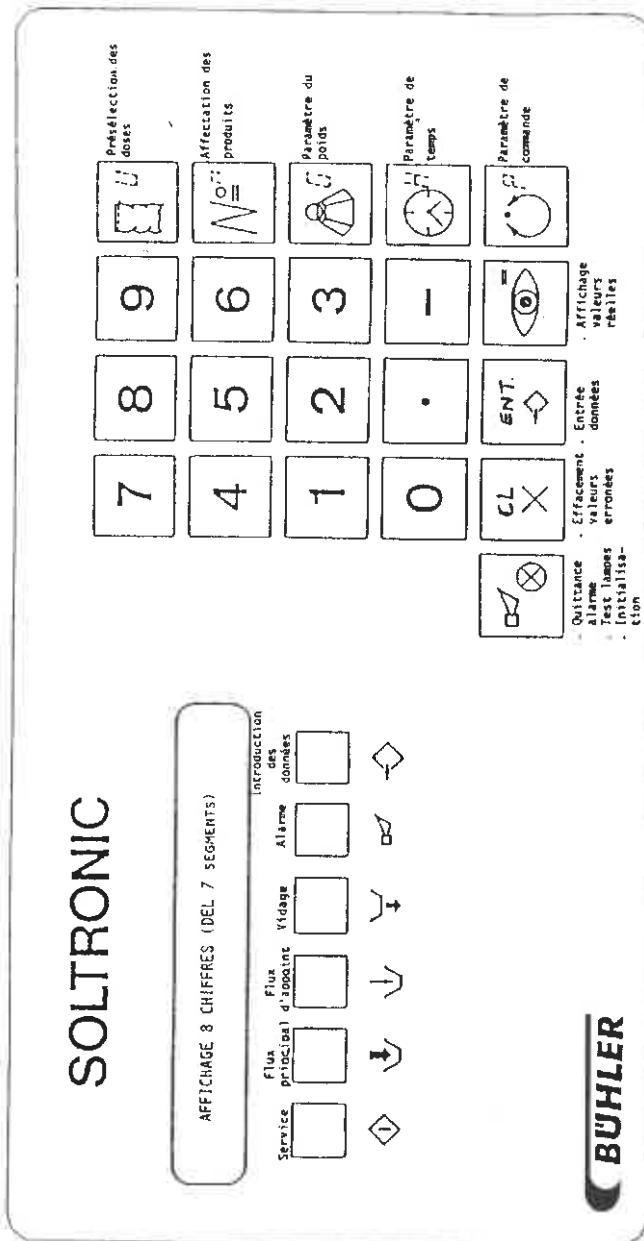 SOLTRONIC
AFFICHAGE 8 CHIFFRES (DEL 7 SEGMENTS)
Service
Flux
principal
Flux
d'appoint
Vidage
Alarme
Introduction
des
données
BÜHLER
7
8
9
Présélection des
doses
4
5
6
N°
Affectation des
produits
1
2
3
Paramètre du
poids
0
.
–
Paramètre de
temps
CL
ENT.
Paramètre de
commande
- Quittance
alarme
- Test lampes
- Initialisa-
tion
- Effacement
valeurs
erronées
- Entrée
données
- Affichage
valeurs
réelles